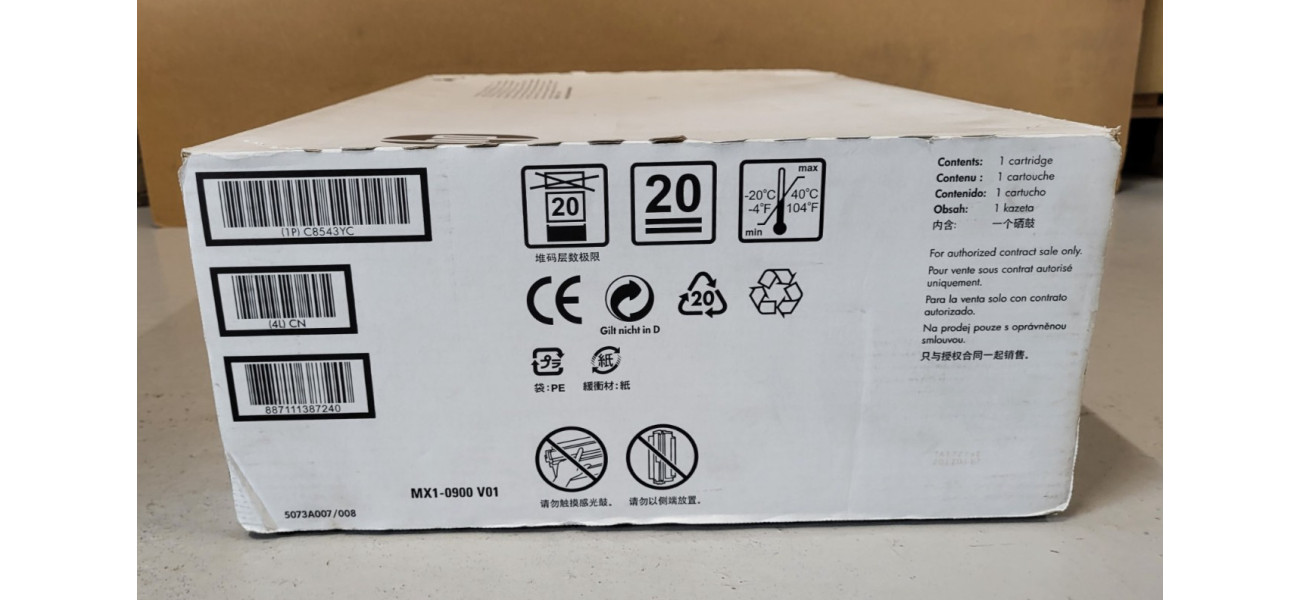 (1P) C8543YC
(4L) CN
887111387240
20
堆码层数极限
20
max
-20°C 40°C
-4°F 104°F
min
CE
Gilt nicht in D
20
プラ
袋:PE
紙
緩衝材:紙
请勿触摸感光鼓。
请勿以侧端放置。
MX1-0900 V01
5073A007/008
Contents: 1 cartridge
Contenu : 1 cartouche
Contenido: 1 cartucho
Obsah: 1 kazeta
内含: 一个硒鼓
For authorized contract sale only.
Pour vente sous contrat autorisé
uniquement.
Para la venta solo con contrato
autorizado.
Na prodej pouze s oprávněnou
smlouvou.
只与授权合同一起销售。